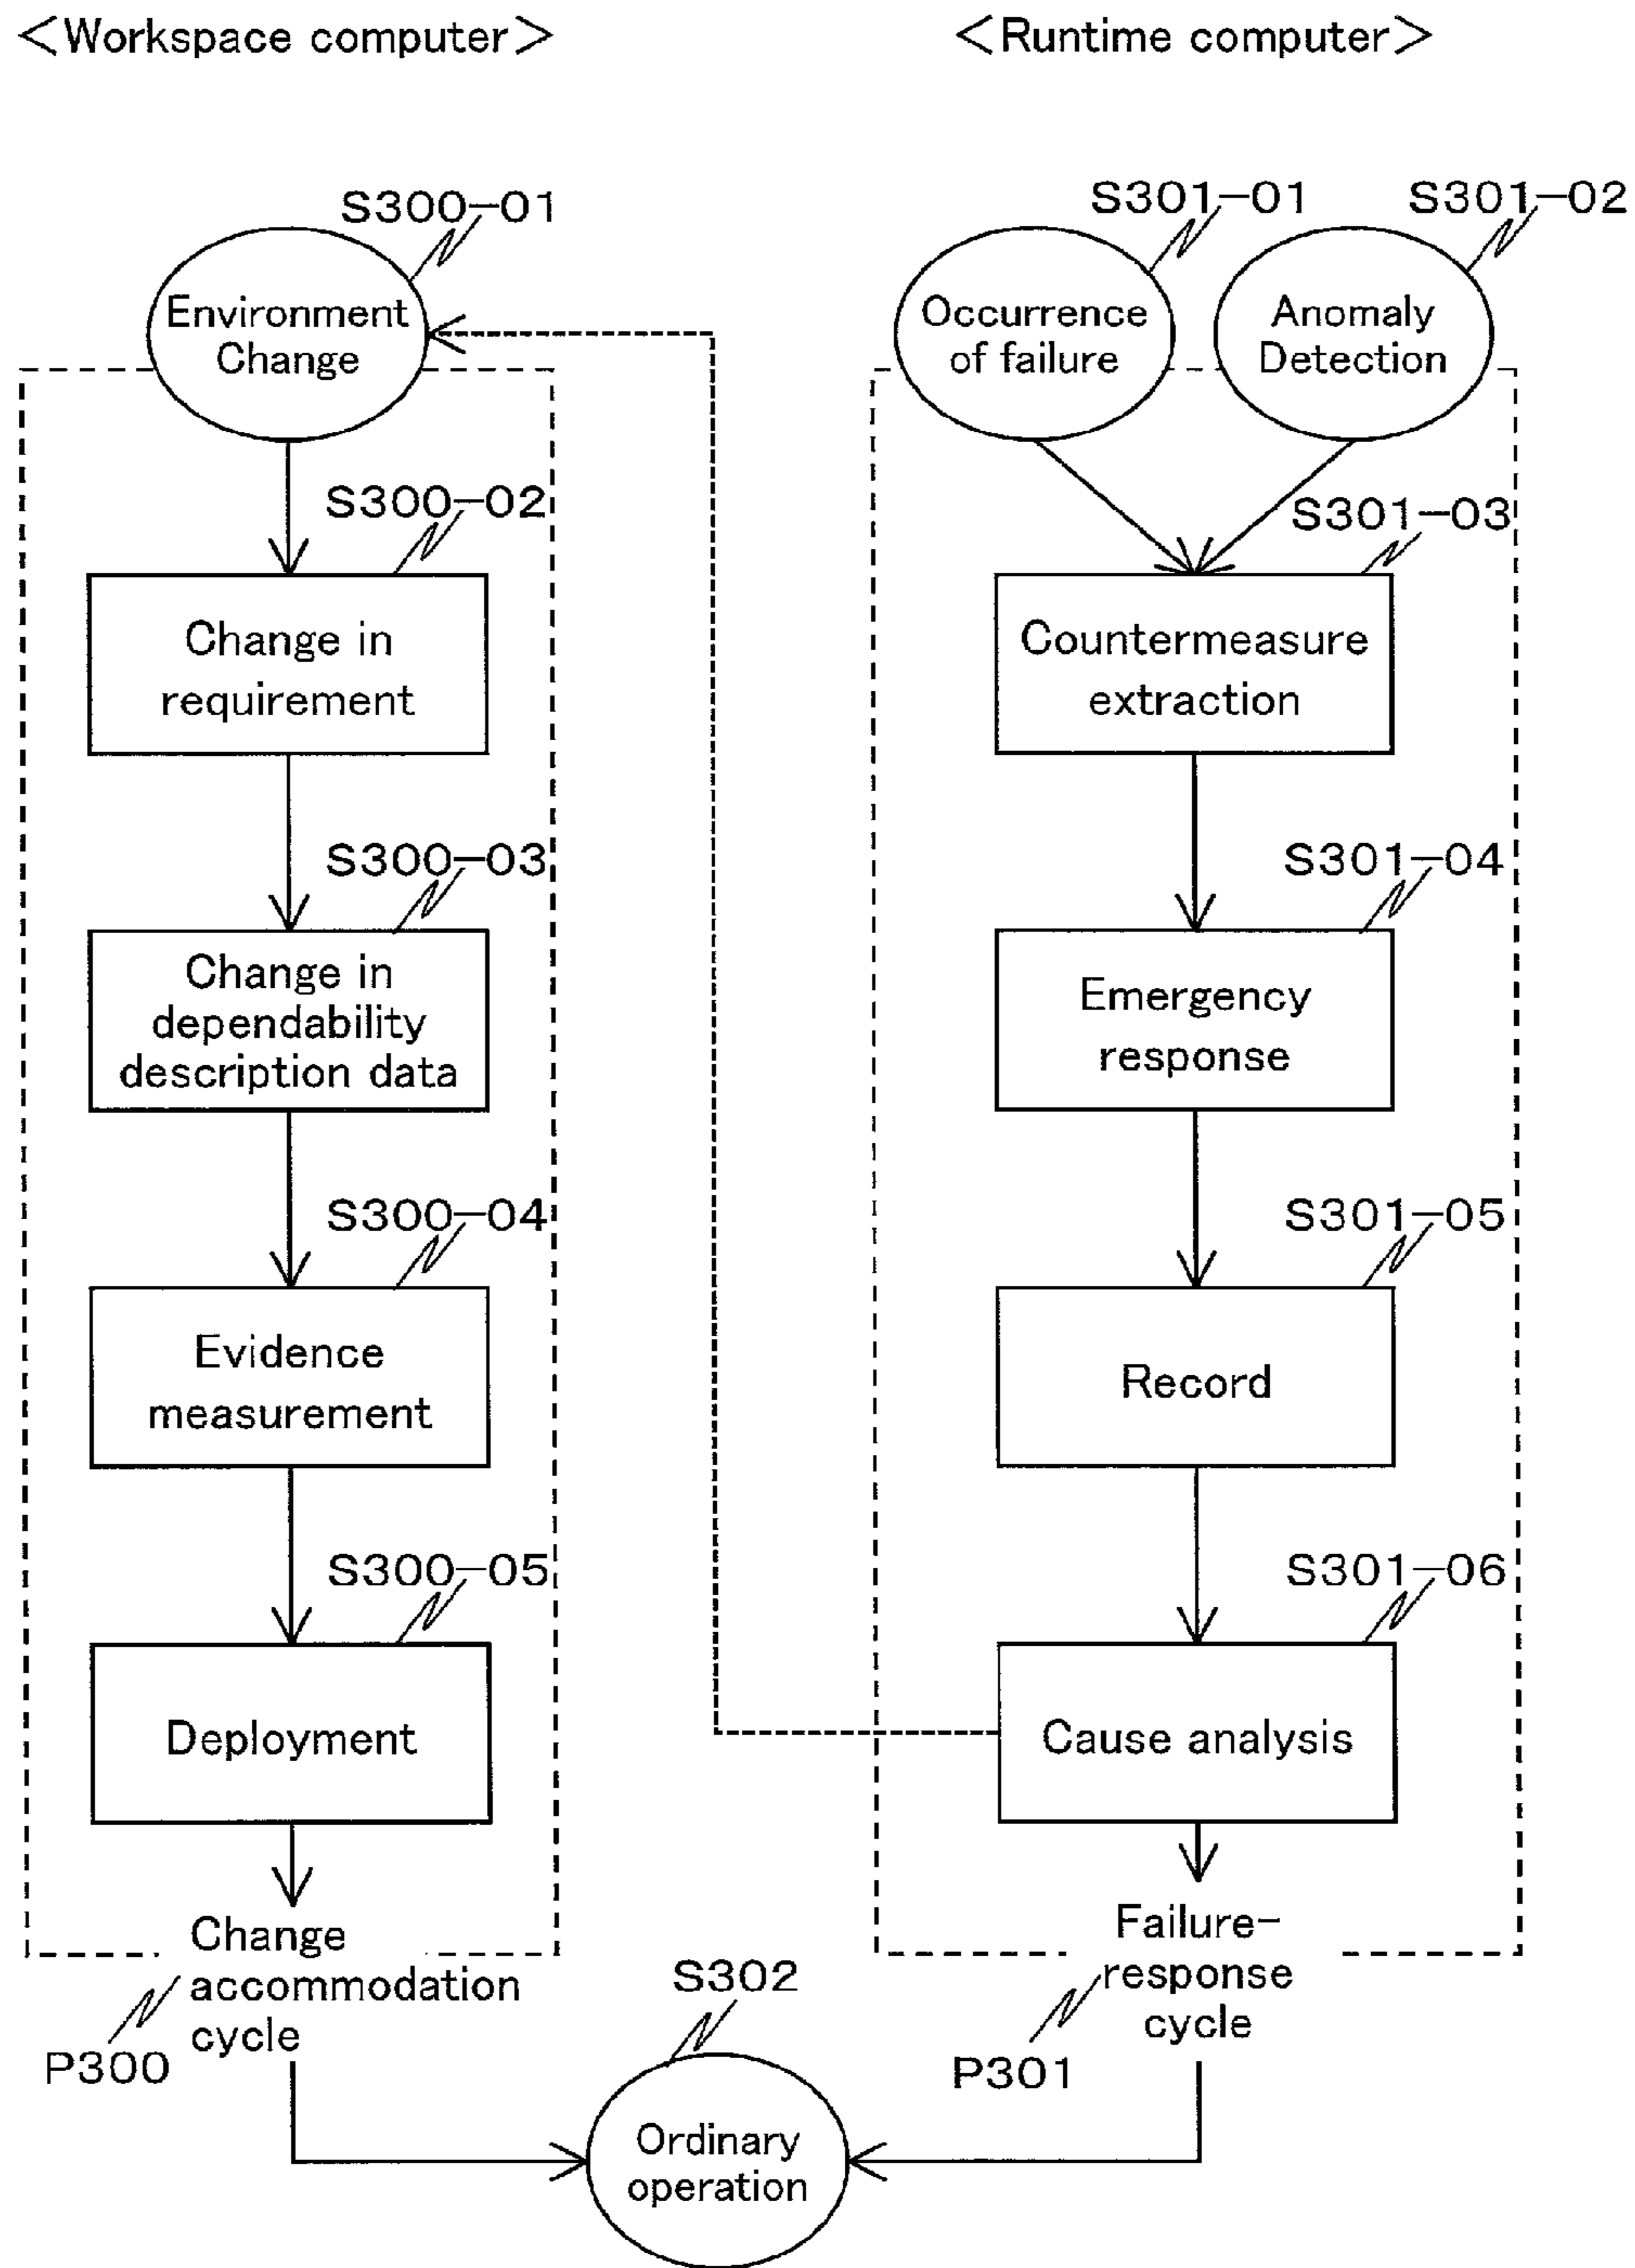 <Workspace computer>
<Runtime computer>
S300-01
Environment
Change
S300-02
Change in
requirement
S300-03
Change in
dependability
description data
S300-04
Evidence
measurement
S300-05
Deployment
Change
accommodation
cycle
P300
S301-01
Occurrence
of failure
S301-02
Anomaly
Detection
S301-03
Countermeasure
extraction
S301-04
Emergency
response
S301-05
Record
S301-06
Cause analysis
Failure-
response
cycle
P301
S302
Ordinary
operation